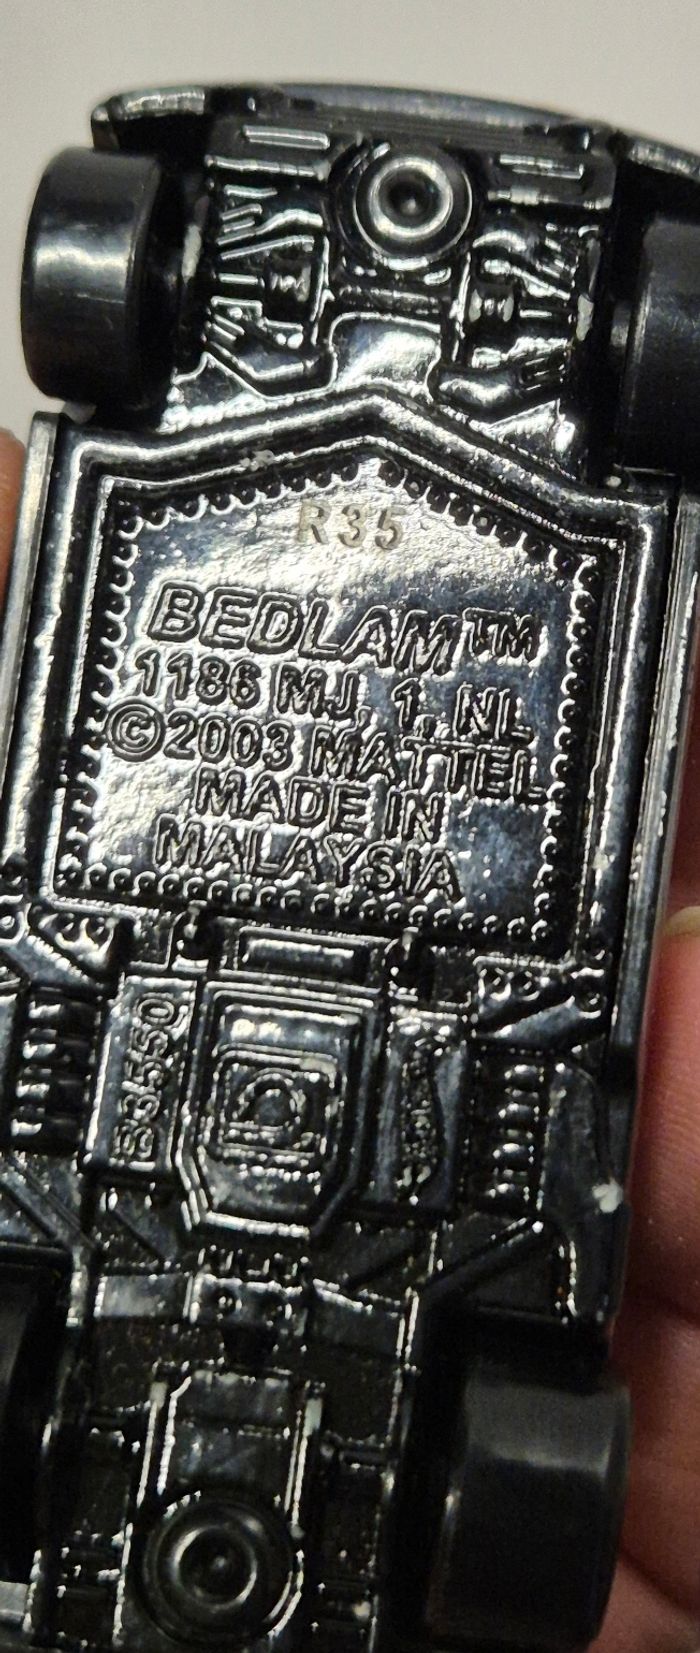 R35
BEDLAM™
1186 MJ, 1, NL
©2003 MATTEL
MADE IN
MALAYSIA
B3550